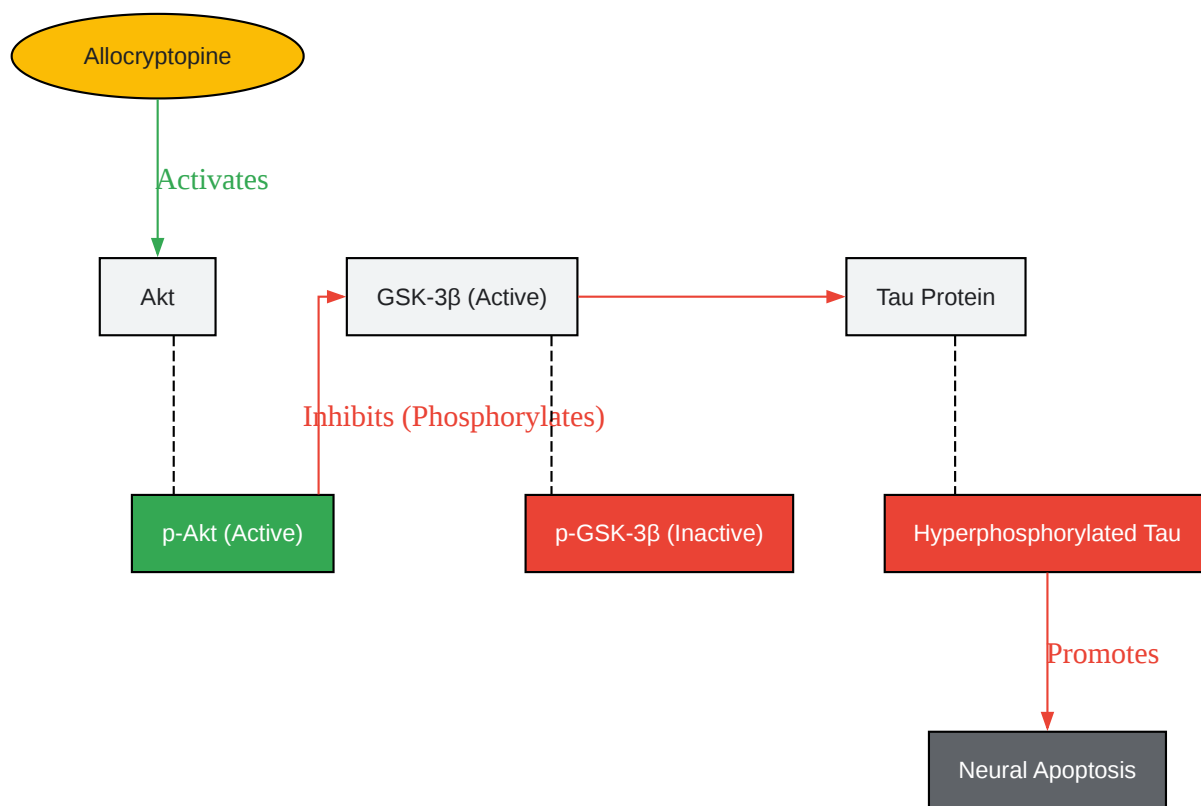 Allocryptopine
Activates
Akt
GSK-3β (Active)
Tau Protein
Inhibits (Phosphorylates)
p-Akt (Active)
p-GSK-3β (Inactive)
Hyperphosphorylated Tau
Promotes
Neural Apoptosis